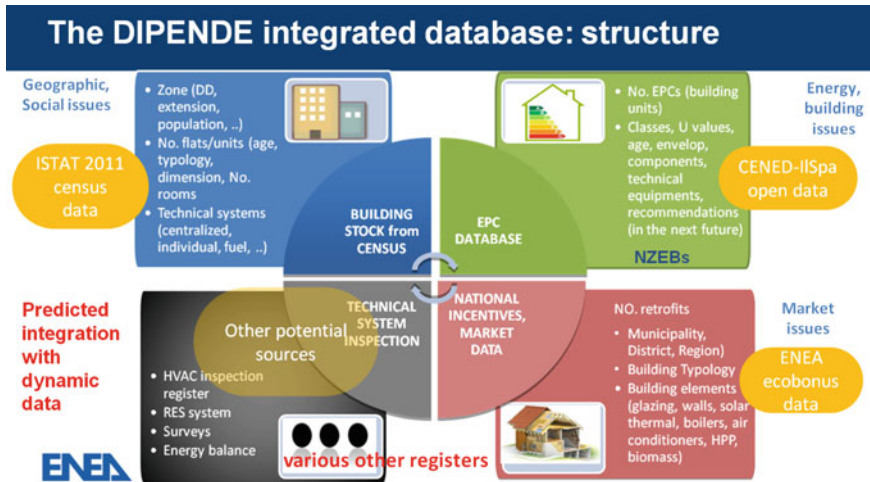 The DIPENDE integrated database: structure
Geographic,
Social issues
ISTAT 2011
census
data
• Zone (DD,
extension,
population, ..)
• No. flats/units (age,
typology,
dimension, No.
rooms
• Technical systems
(centralized,
individual, fuel, ..)
BUILDING
STOCK from
CENSUS
EPC
DATABASE
• No. EPCs (building
units)
• Classes, U values,
age, envelop,
components,
technical
equipments,
recommendations
(in the next future)
NZEBs
Energy,
building
issues
CENED-IlSpa
open data
Predicted
integration
with
dynamic
data
Other potential
sources
TECHNICAL
SYSTEM
INSPECTION
• HVAC inspection
register
• RES system
• Surveys
• Energy balance
various other registers
NATIONAL
INCENTIVES,
MARKET
DATA
NO. retrofits
• Municipality,
District, Region)
• Building Typology
• Building elements
(glazing, walls, solar
thermal, boilers, air
conditioners, HPP,
biomass)
Market
issues
ENEA
ecobonus
data
ENEA